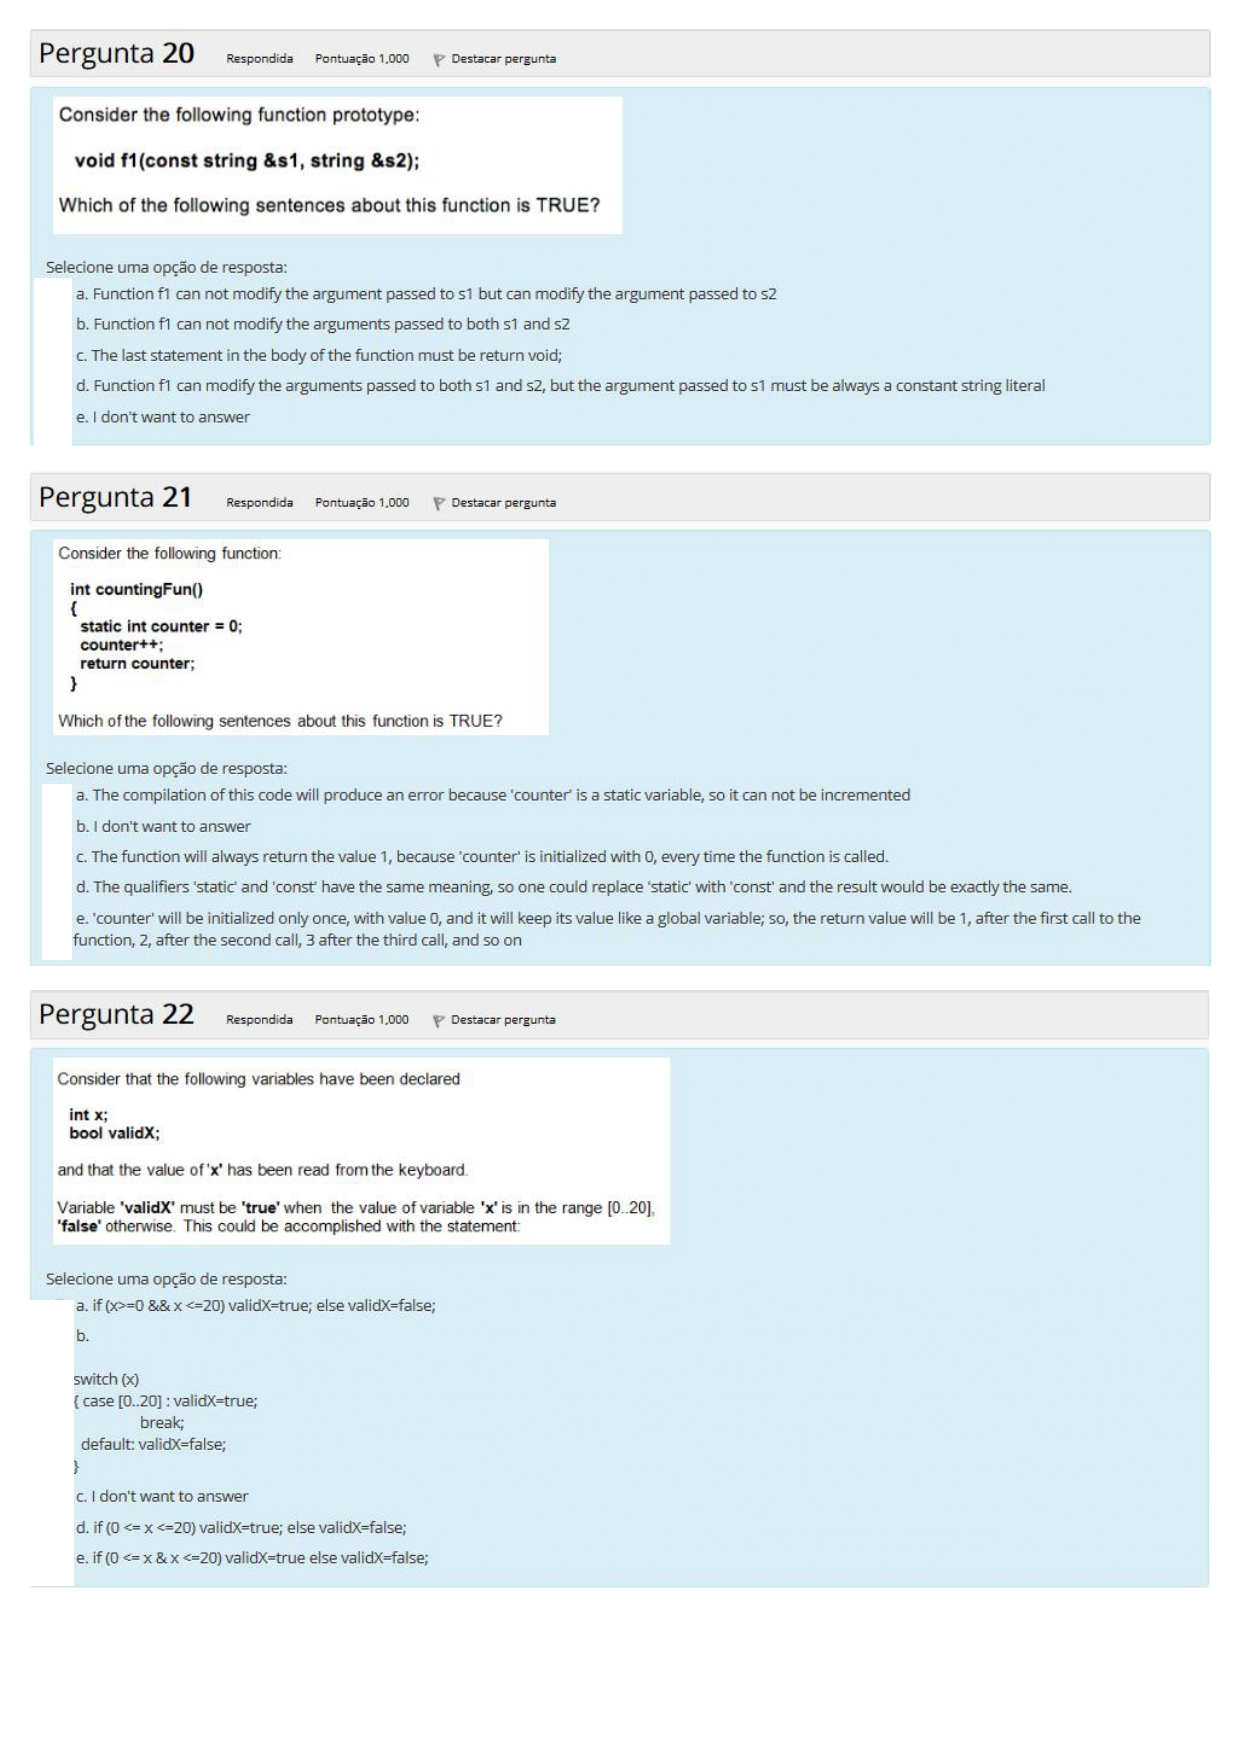 Pergunta 20 Respondida Pontuação 1,000 Destacar pergunta
Consider the following function prototype:
void f1(const string &s1, string &s2);
Which of the following sentences about this function is TRUE?
Selecione uma opção de resposta:
a. Function f1 can not modify the argument passed to s1 but can modify the argument passed to s2
b. Function f1 can not modify the arguments passed to both s1 and s2
c. The last statement in the body of the function must be return void;
d. Function f1 can modify the arguments passed to both s1 and s2, but the argument passed to s1 must be always a constant string literal
e. I don't want to answer
Pergunta 21 Respondida Pontuação 1,000 Destacar pergunta
Consider the following function:
int countingFun()
{
static int counter = 0;
counter++;
return counter;
}
Which of the following sentences about this function is TRUE?
Selecione uma opção de resposta:
a. The compilation of this code will produce an error because 'counter' is a static variable, so it can not be incremented
b. I don't want to answer
c. The function will always return the value 1, because 'counter' is initialized with 0, every time the function is called.
d. The qualifiers 'static' and 'const' have the same meaning, so one could replace 'static' with 'const' and the result would be exactly the same.
e. 'counter' will be initialized only once, with value 0, and it will keep its value like a global variable; so, the return value will be 1, after the first call to the
function, 2, after the second call, 3 after the third call, and so on
Pergunta 22 Respondida Pontuação 1,000 Destacar pergunta
Consider that the following variables have been declared
int x;
bool validX;
and that the value of 'x' has been read from the keyboard.
Variable 'validX' must be 'true' when the value of variable 'x' is in the range [0..20],
'false' otherwise. This could be accomplished with the statement:
Selecione uma opção de resposta:
a. if (x>=0 && x <=20) validX=true; else validX=false;
b.
switch (x)
{ case [0..20] : validX=true;
break;
default: validX=false;
}
c. I don't want to answer
d. if (0 <= x <=20) validX=true; else validX=false;
e. if (0 <= x & x <=20) validX=true else validX=false;